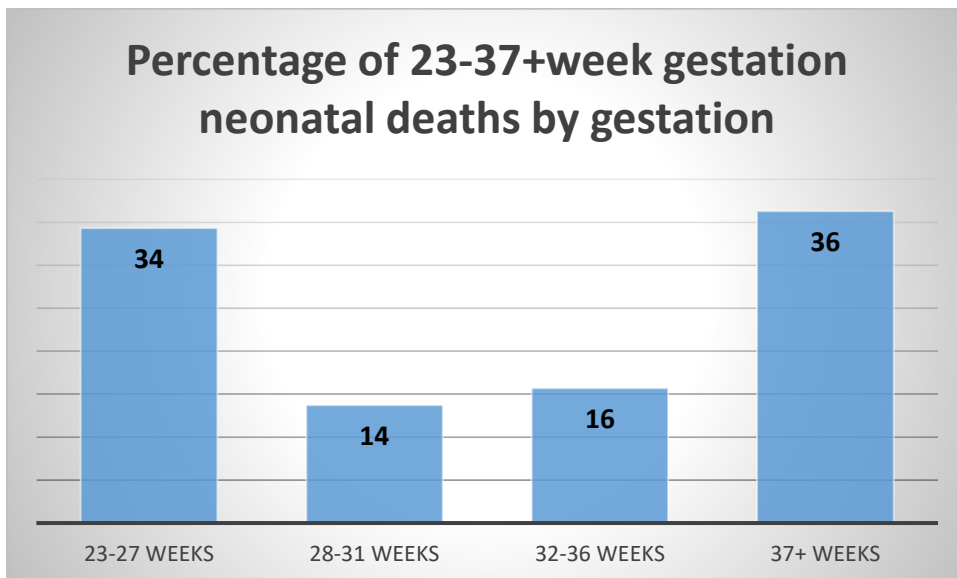 Percentage of 23-37+week gestation
neonatal deaths by gestation
34
14
16
36
23-27 WEEKS
28-31 WEEKS
32-36 WEEKS
37+ WEEKS